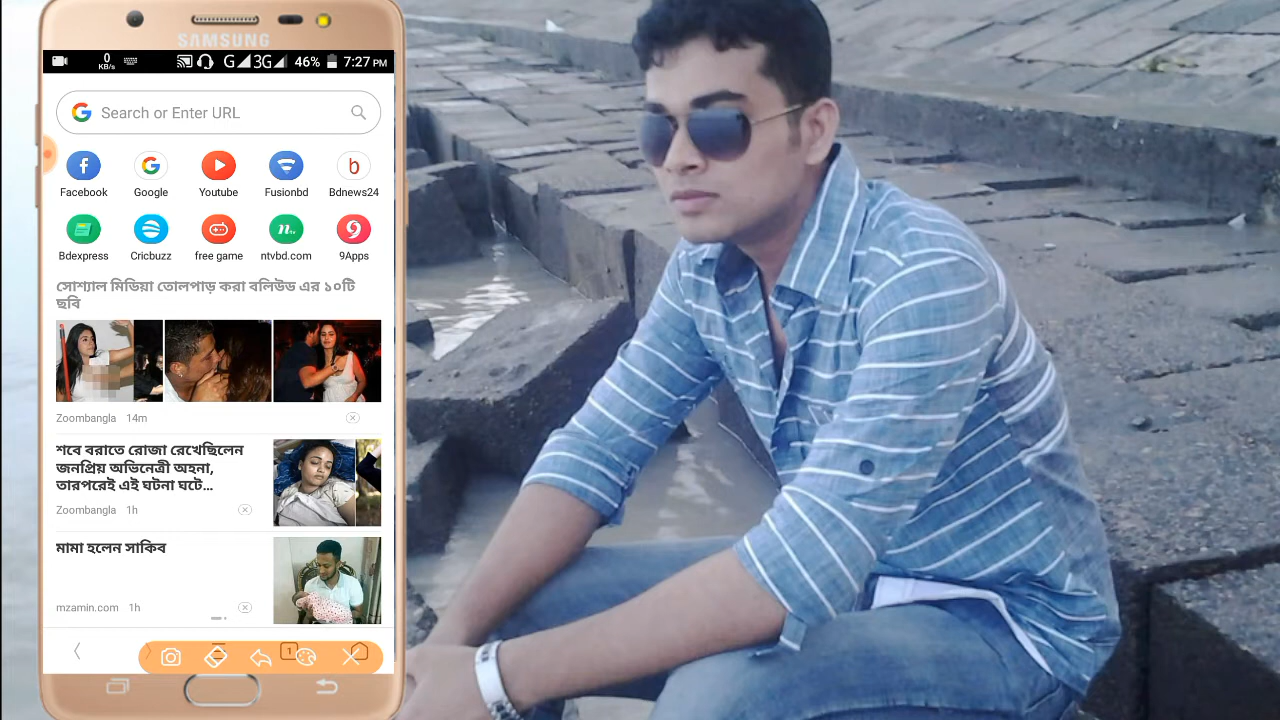 SAMSUNG
0 KB/s G 3G 46% 7:27 PM
Search or Enter URL
Facebook Google Youtube Fusionbd Bdnews24
Bdexpress Cricbuzz free game ntvbd.com 9Apps
সোশ্যাল মিডিয়া তোলপাড় করা বলিউড এর ১০টি
ছবি
Zoombangla 14m
শবে বরাতে রোজা রেখেছিলেন
জনপ্রিয় অভিনেত্রী অহনা,
তারপরেই এই ঘটনা ঘটে...
Zoombangla 1h
মামা হলেন সাকিব
mzamin.com 1h
1